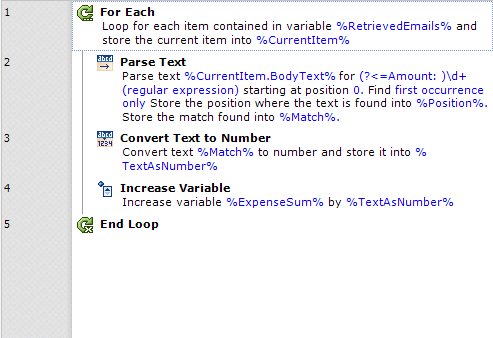 1
For Each
Loop for each item contained in variable %RetrievedEmails% and
store the current item into %CurrentItem%
2
Parse Text
Parse text %CurrentItem.BodyText% for (?<=Amount: )\d+
(regular expression) starting at position 0. Find first occurrence
only Store the position where the text is found into %Position%.
Store the match found into %Match%.
3
Convert Text to Number
Convert text %Match% to number and store it into %
TextAsNumber%
4
Increase Variable
Increase variable %ExpenseSum% by %TextAsNumber%
5
End Loop